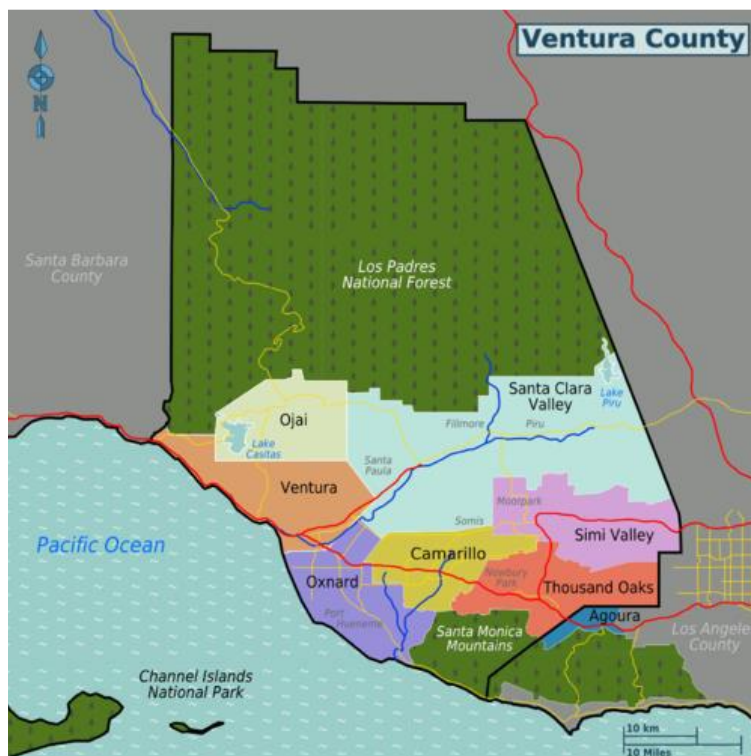 Ventura County
N
Santa Barbara
County
Los Padres
National Forest
Santa Clara
Valley
Lake
Piru
Ojai
Lake
Casitas
Fillmore
Piru
Santa
Paula
Ventura
Moorpark
Somis
Simi Valley
Pacific Ocean
Camarillo
Oxnard
Newbury
Park
Thousand Oaks
Port
Hueneme
Agoura
Santa Monica
Mountains
Los Angeles
County
Channel Islands
National Park
10 km
10 Miles